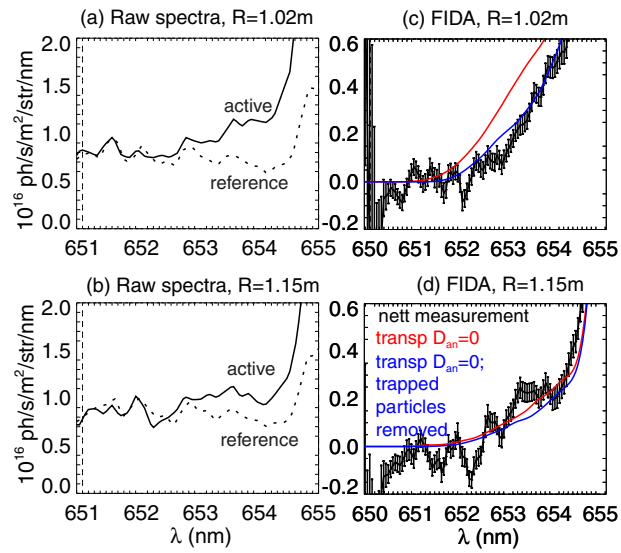 (a) Raw spectra, R=1.02m
(c) FIDA, R=1.02m
2.0
1.5
1.0
0.5
0.0
10^16 ph/s/m^2/str/nm
active
reference
651 652 653 654 655
0.6
0.4
0.2
0.0
-0.2
650 651 652 653 654 655
(b) Raw spectra, R=1.15m
(d) FIDA, R=1.15m
2.0
1.5
1.0
0.5
0.0
10^16 ph/s/m^2/str/nm
active
reference
651 652 653 654 655
λ (nm)
0.6
0.4
0.2
0.0
-0.2
nett measurement
transp D_an=0
transp D_an=0;
trapped
particles
removed
650 651 652 653 654 655
λ (nm)